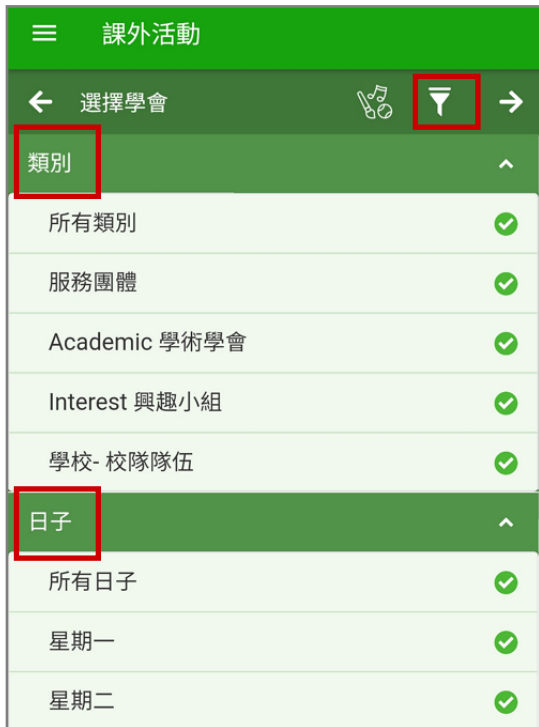 課外活動
選擇學會
類別
所有類別
服務團體
Academic 學術學會
Interest 興趣小組
學校- 校隊隊伍
日子
所有日子
星期一
星期二